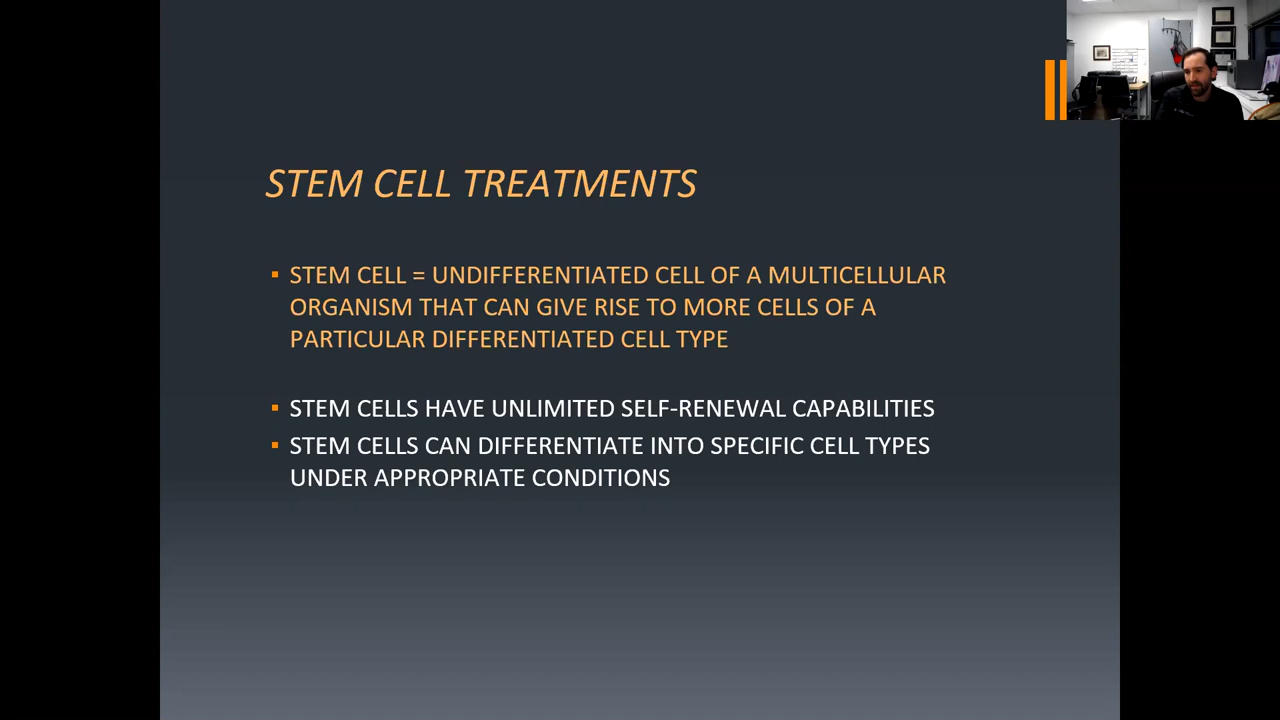 STEM CELL TREATMENTS
▪ STEM CELL = UNDIFFERENTIATED CELL OF A MULTICELLULAR
ORGANISM THAT CAN GIVE RISE TO MORE CELLS OF A
PARTICULAR DIFFERENTIATED CELL TYPE
▪ STEM CELLS HAVE UNLIMITED SELF-RENEWAL CAPABILITIES
▪ STEM CELLS CAN DIFFERENTIATE INTO SPECIFIC CELL TYPES
UNDER APPROPRIATE CONDITIONS